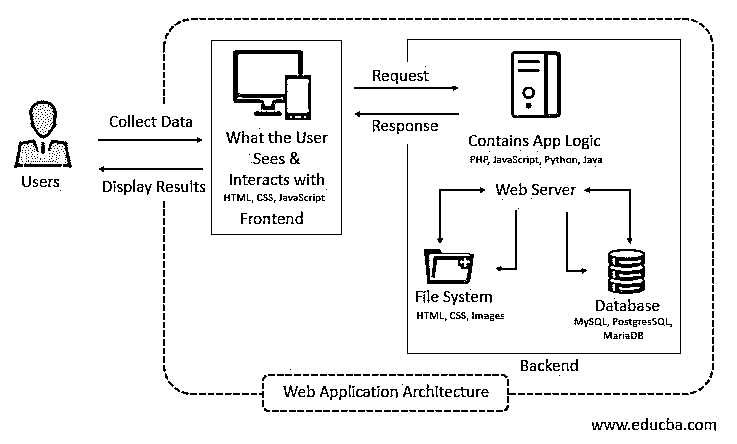 Users
Collect Data
Display Results
What the User
Sees &
Interacts with
HTML, CSS, JavaScript
Frontend
Request
Response
Contains App Logic
PHP, JavaScript, Python, Java
Web Server
File System
HTML, CSS, Images
Database
MySQL, PostgresSQL,
MariaDB
Backend
Web Application Architecture
www.educba.com